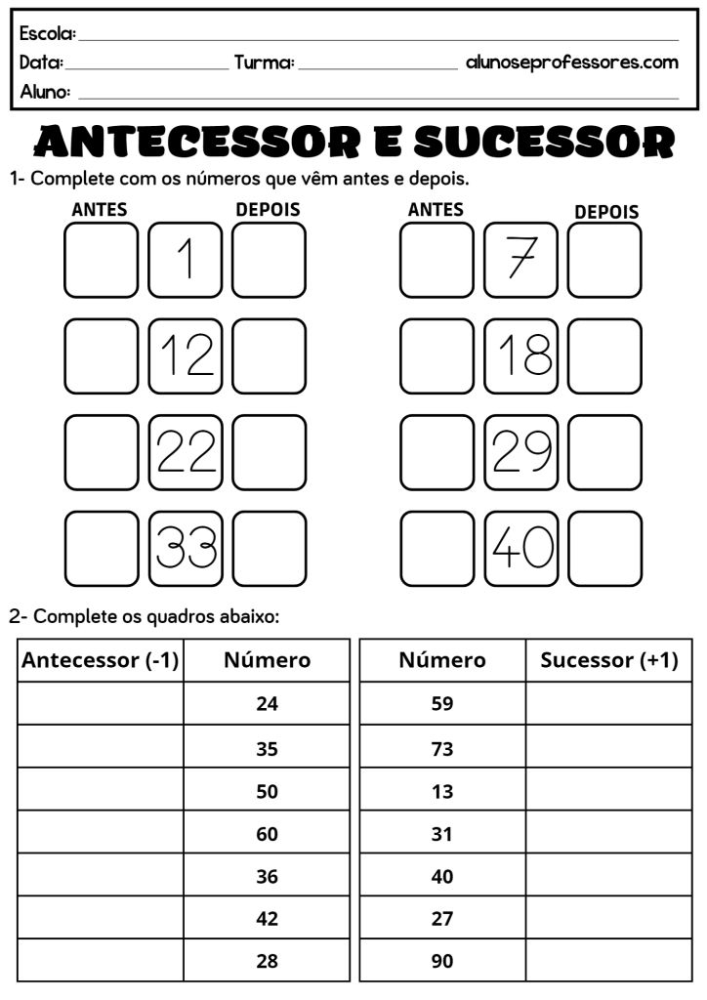 Escola:
Data: Turma: alunoseprofessores.com
Aluno:
ANTECESSOR E SUCESSOR
1- Complete com os números que vêm antes e depois.
ANTES DEPOIS ANTES DEPOIS
1 7
12 18
22 29
33 40
2- Complete os quadros abaixo:
Antecessor (-1) Número Número Sucessor (+1)
24 59
35 73
50 13
60 31
36 40
42 27
28 90